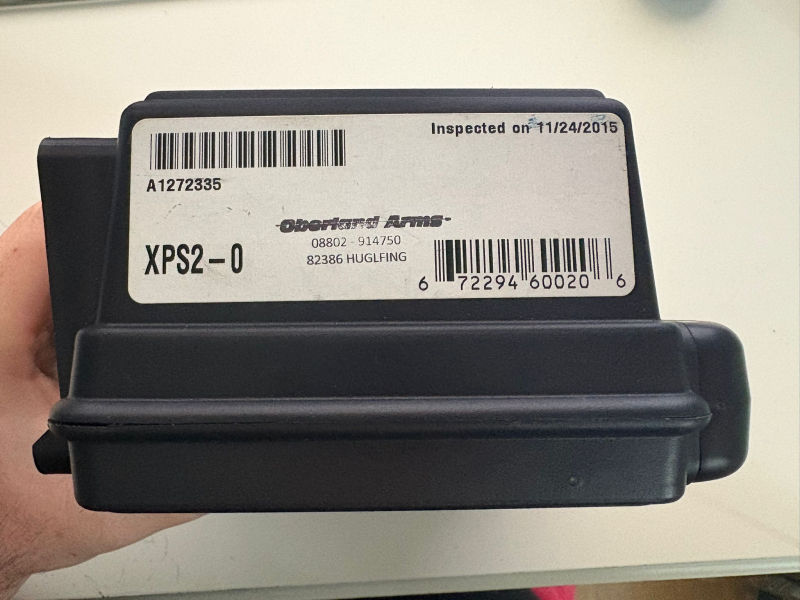 Inspected on 11/24/2015
A1272335
Oberland Arms
08802 - 914750
XPS2-0
82386 HUGLFING
6 72294 60020 6